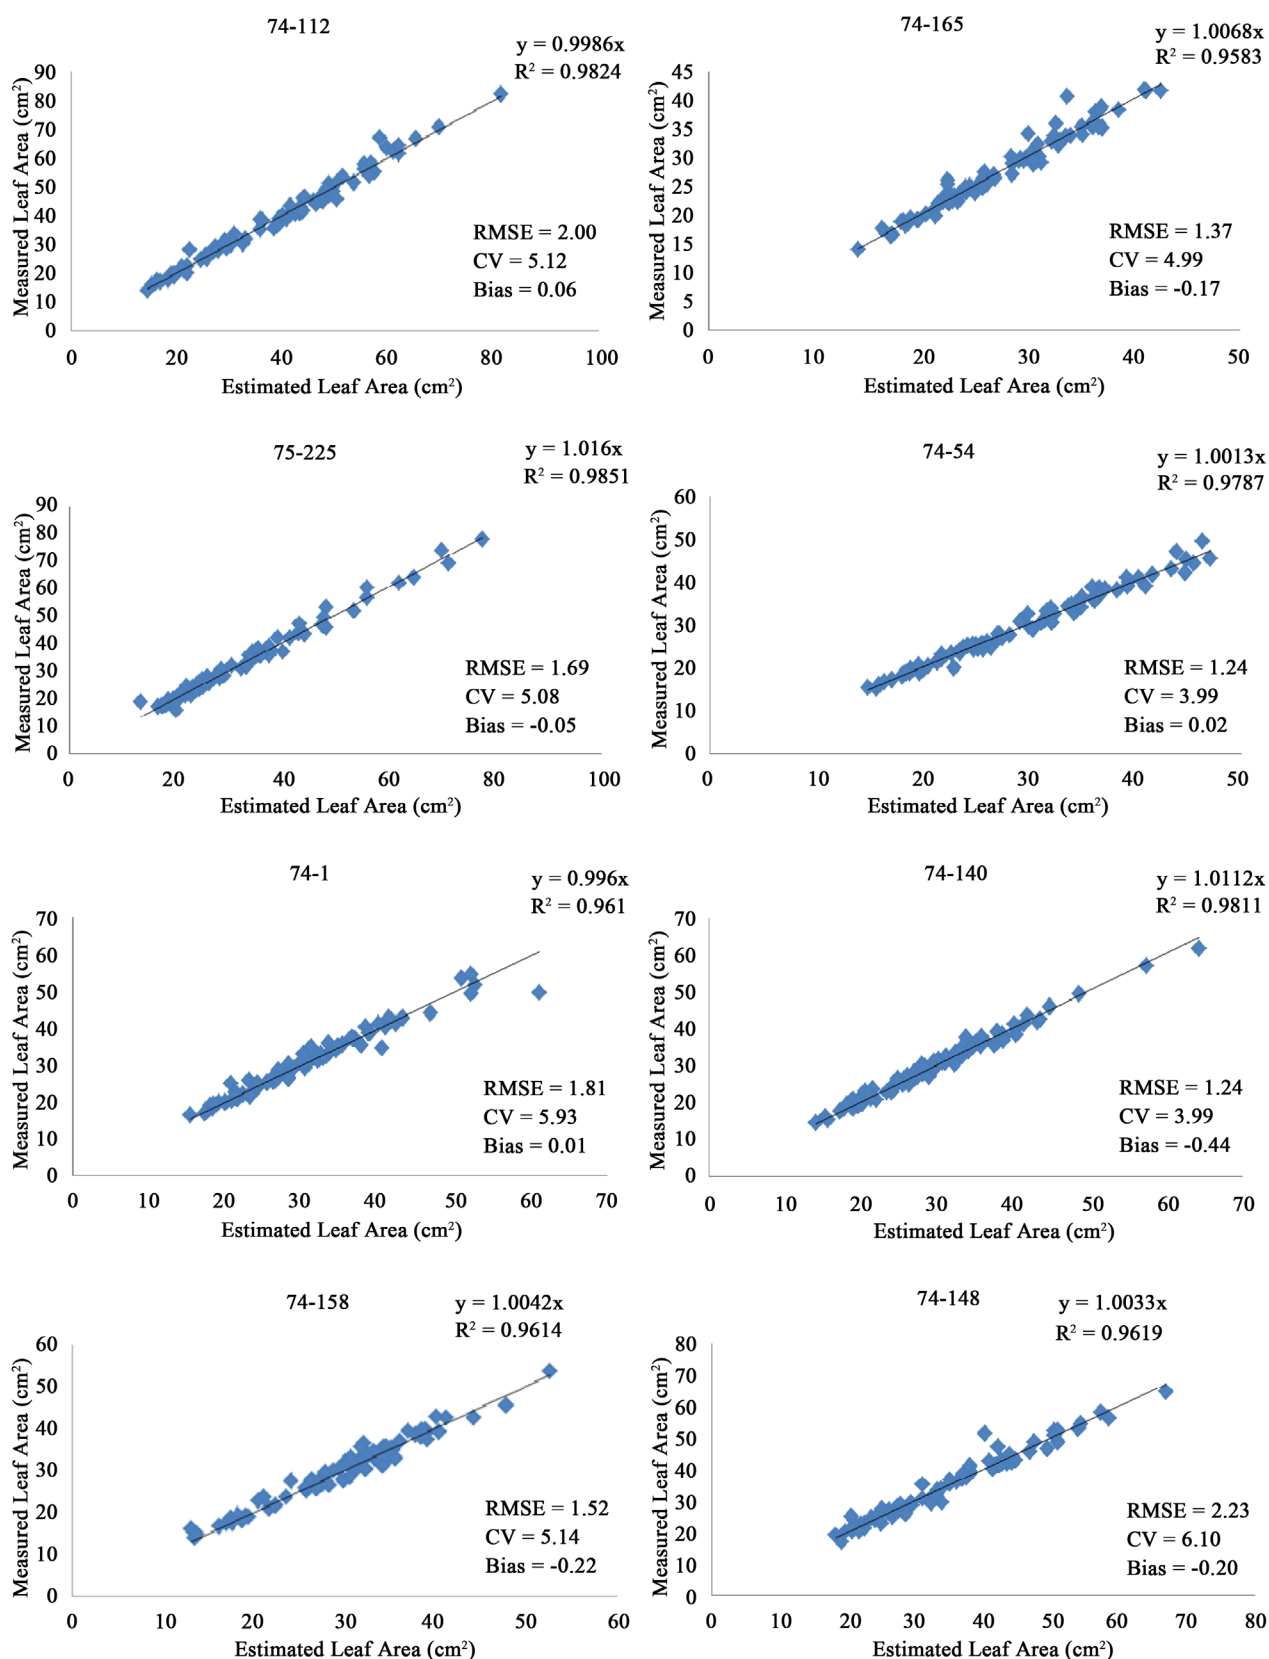 74-112
y = 0.9986x
R² = 0.9824
Measured Leaf Area (cm²)
90
80
70
60
50
40
30
20
10
0
RMSE = 2.00
CV = 5.12
Bias = 0.06
0 20 40 60 80 100
Estimated Leaf Area (cm²)
74-165
y = 1.0068x
R² = 0.9583
Measured Leaf Area (cm²)
45
40
35
30
25
20
15
10
5
0
RMSE = 1.37
CV = 4.99
Bias = -0.17
0 10 20 30 40 50
Estimated Leaf Area (cm²)
75-225
y = 1.016x
R² = 0.9851
Measured Leaf Area (cm²)
90
80
70
60
50
40
30
20
10
0
RMSE = 1.69
CV = 5.08
Bias = -0.05
0 20 40 60 80 100
Estimated Leaf Area (cm²)
74-54
y = 1.0013x
R² = 0.9787
Measured Leaf Area (cm²)
60
50
40
30
20
10
0
RMSE = 1.24
CV = 3.99
Bias = 0.02
0 10 20 30 40 50
Estimated Leaf Area (cm²)
74-1
y = 0.996x
R² = 0.961
Measured Leaf Area (cm²)
70
60
50
40
30
20
10
0
RMSE = 1.81
CV = 5.93
Bias = 0.01
0 10 20 30 40 50 60 70
Estimated Leaf Area (cm²)
74-140
y = 1.0112x
R² = 0.9811
Measured Leaf Area (cm²)
70
60
50
40
30
20
10
0
RMSE = 1.24
CV = 3.99
Bias = -0.44
0 10 20 30 40 50 60 70
Estimated Leaf Area (cm²)
74-158
y = 1.0042x
R² = 0.9614
Measured Leaf Area (cm²)
60
50
40
30
20
10
0
RMSE = 1.52
CV = 5.14
Bias = -0.22
0 10 20 30 40 50 60
Estimated Leaf Area (cm²)
74-148
y = 1.0033x
R² = 0.9619
Measured Leaf Area (cm²)
80
70
60
50
40
30
20
10
0
RMSE = 2.23
CV = 6.10
Bias = -0.20
0 10 20 30 40 50 60 70 80
Estimated Leaf Area (cm²)